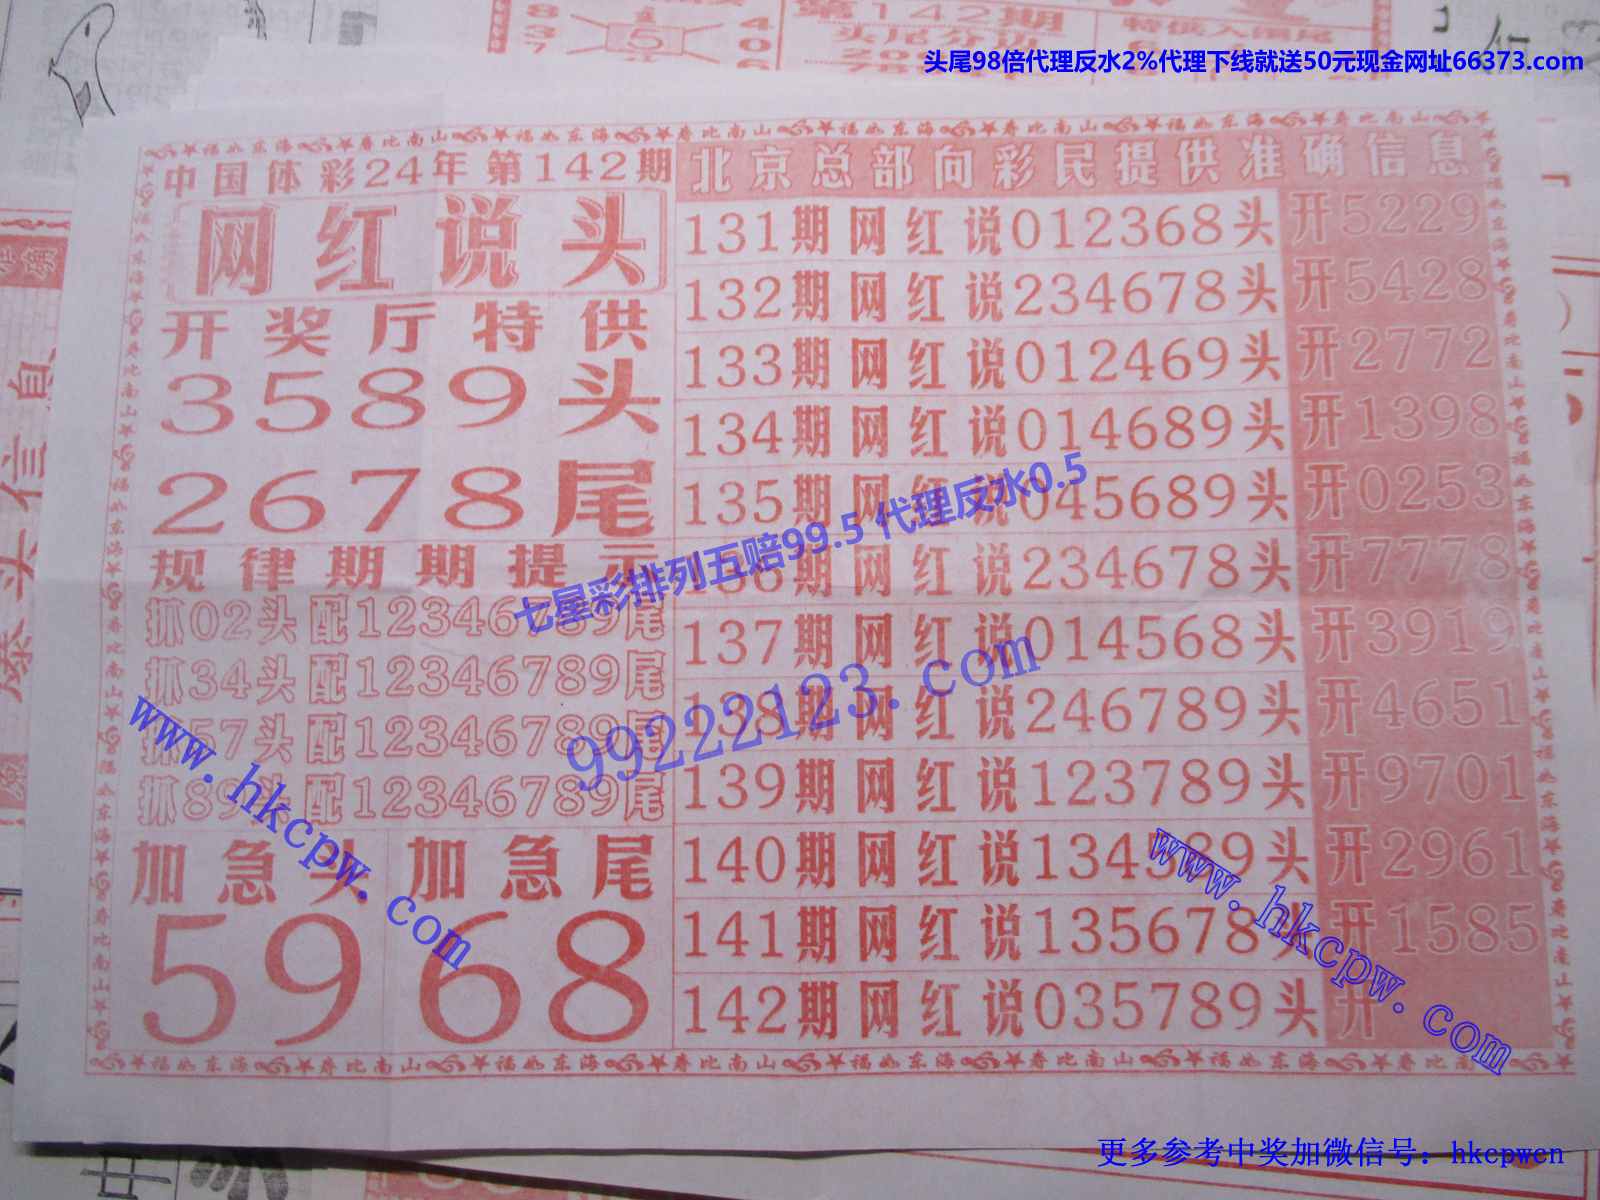 第142期
头尾98倍代理反水2%代理下线就送50元现金网址66373.com
中国体彩24年第142期
网红说头
开奖厅特供
3589头
2678尾
规律期期提示
抓02头配12346789尾
抓34头配12346789尾
抓57头配12346789尾
抓89头配12346789尾
加急头 加急尾
59 68
北京总部向彩民提供准确信息
131期网红说012368头 开5229
132期网红说234678头 开5428
133期网红说012469头 开2772
134期网红说014689头 开1398
135期网红说045689头 开0253
136期网红说234678头 开7778
137期网红说014568头 开3919
138期网红说246789头 开4651
139期网红说123789头 开9701
140期网红说134589头 开2961
141期网红说135678头 开1585
142期网红说035789头 开
福如东海 寿比南山
七星彩排列五赔99.5 代理反水0.5
99222123.com
www.hkcpw.com
www.hkcpw.com
更多参考中奖加微信号：hkcpwcn